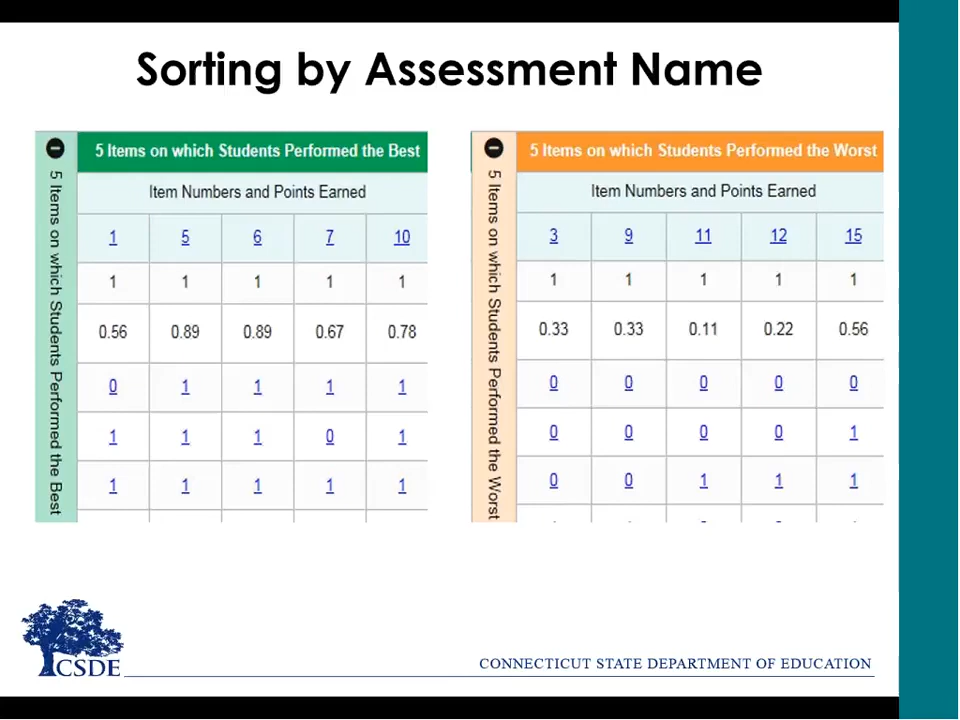 Sorting by Assessment Name
5 Items on which Students Performed the Best
5 Items on which Students Performed the Best
Item Numbers and Points Earned
1 5 6 7 10
1 1 1 1 1
0.56 0.89 0.89 0.67 0.78
0 1 1 1 1
1 1 1 0 1
1 1 1 1 1
5 Items on which Students Performed the Worst
5 Items on which Students Performed the Worst
Item Numbers and Points Earned
3 9 11 12 15
1 1 1 1 1
0.33 0.33 0.11 0.22 0.56
0 0 0 0 0
0 0 0 0 1
0 0 1 1 1
CSDE
CONNECTICUT STATE DEPARTMENT OF EDUCATION